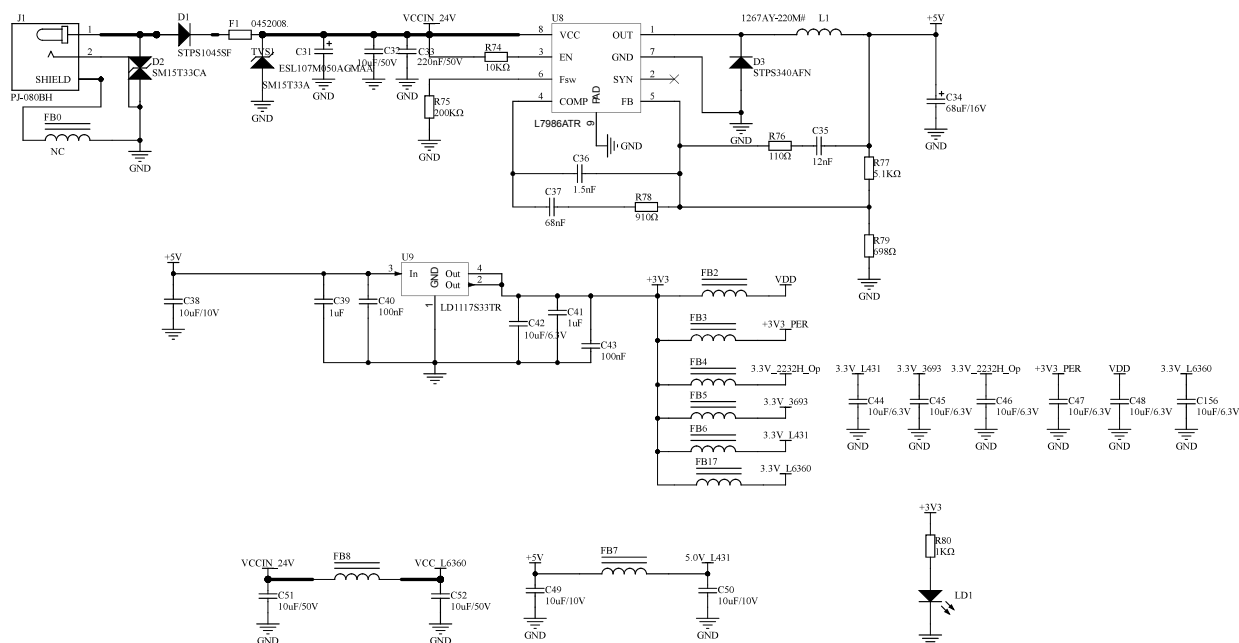 J1
1
2
SHIELD
PJ-080BH
FB0
NC
GND
D1
STPS1045SF
D2
SM15T33CA
F1
0452008.
TVS1
SM15T33A
GND
C31
ESL107M050AGMAA
GND
C32
10uF/50V
GND
C33
220nF/50V
GND
VCCIN_24V
R74
10KΩ
R75
200KΩ
GND
U8
8
VCC
OUT
1
3
EN
GND
7
6
Fsw
SYN
2
4
COMP
FB
5
PAD
L7986ATR
9
GND
1267AY-220M#
L1
+5V
D3
STPS340AFN
GND
C34
68uF/16V
GND
R76
110Ω
C35
12nF
R77
5.1KΩ
C36
1.5nF
C37
68nF
R78
910Ω
R79
698Ω
GND
+5V
C38
10uF/10V
C39
1uF
C40
100nF
U9
3
In
GND
Out
4
Out
2
1
LD1117S33TR
C42
10uF/6.3V
C41
1uF
C43
100nF
+3V3
FB2
VDD
FB3
+3V3_PER
FB4
3.3V_2232H_Op
FB5
3.3V_3693
FB6
3.3V_L431
FB17
3.3V_L6360
3.3V_L431
C44
10uF/6.3V
GND
3.3V_3693
C45
10uF/6.3V
GND
3.3V_2232H_Op
C46
10uF/6.3V
GND
+3V3_PER
C47
10uF/6.3V
GND
VDD
C48
10uF/6.3V
GND
3.3V_L6360
C156
10uF/6.3V
GND
VCCIN_24V
FB8
VCC_L6360
C51
10uF/50V
GND
C52
10uF/50V
GND
+5V
FB7
5.0V_L431
C49
10uF/10V
GND
C50
10uF/10V
GND
+3V3
R80
1KΩ
LD1